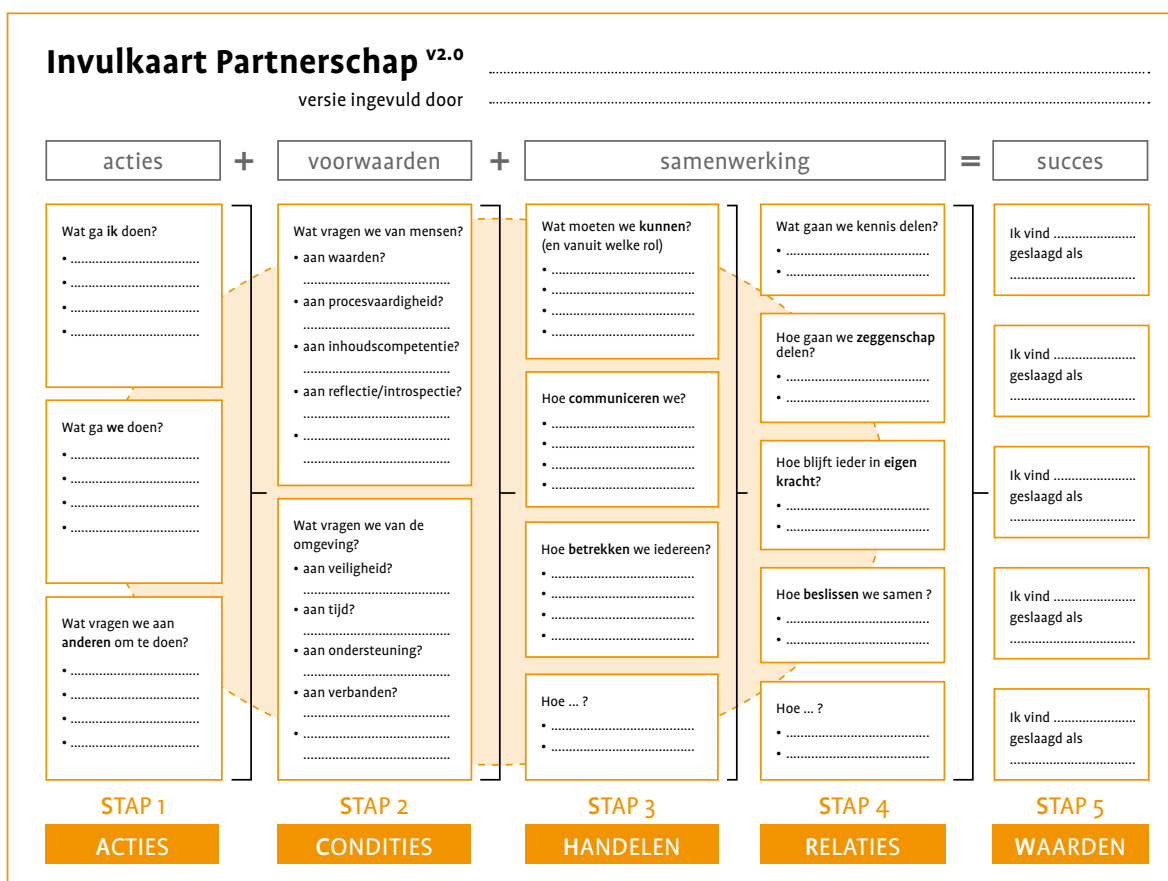 Invulkaart Partnerschap v2.0 ........................................
versie ingevuld door ........................................
acties + voorwaarden + samenwerking = succes
Wat ga ik doen?
• ........................
• ........................
• ........................
• ........................
Wat ga we doen?
• ........................
• ........................
• ........................
• ........................
Wat vragen we aan
anderen om te doen?
• ........................
• ........................
• ........................
• ........................
STAP 1
ACTIES
Wat vragen we van mensen?
• aan waarden?
........................
• aan procesvaardigheid?
........................
• aan inhoudscompetentie?
........................
• aan reflectie/introspectie?
........................
• ........................
........................
Wat vragen we van de
omgeving?
• aan veiligheid?
........................
• aan tijd?
........................
• aan ondersteuning?
........................
• aan verbanden?
........................
• ........................
........................
STAP 2
CONDITIES
Wat moeten we kunnen?
(en vanuit welke rol)
• ........................
• ........................
• ........................
• ........................
Hoe communiceren we?
• ........................
• ........................
• ........................
• ........................
Hoe betrekken we iedereen?
• ........................
• ........................
• ........................
• ........................
Hoe ... ?
• ........................
• ........................
STAP 3
HANDELEN
Wat gaan we kennis delen?
• ........................
• ........................
Hoe gaan we zeggenschap
delen?
• ........................
• ........................
Hoe blijft ieder in eigen
kracht?
• ........................
• ........................
Hoe beslissen we samen ?
• ........................
• ........................
Hoe ... ?
• ........................
• ........................
STAP 4
RELATIES
Ik vind ....................
geslaagd als
........................
Ik vind ....................
geslaagd als
........................
Ik vind ....................
geslaagd als
........................
Ik vind ....................
geslaagd als
........................
Ik vind ....................
geslaagd als
........................
STAP 5
WAARDEN